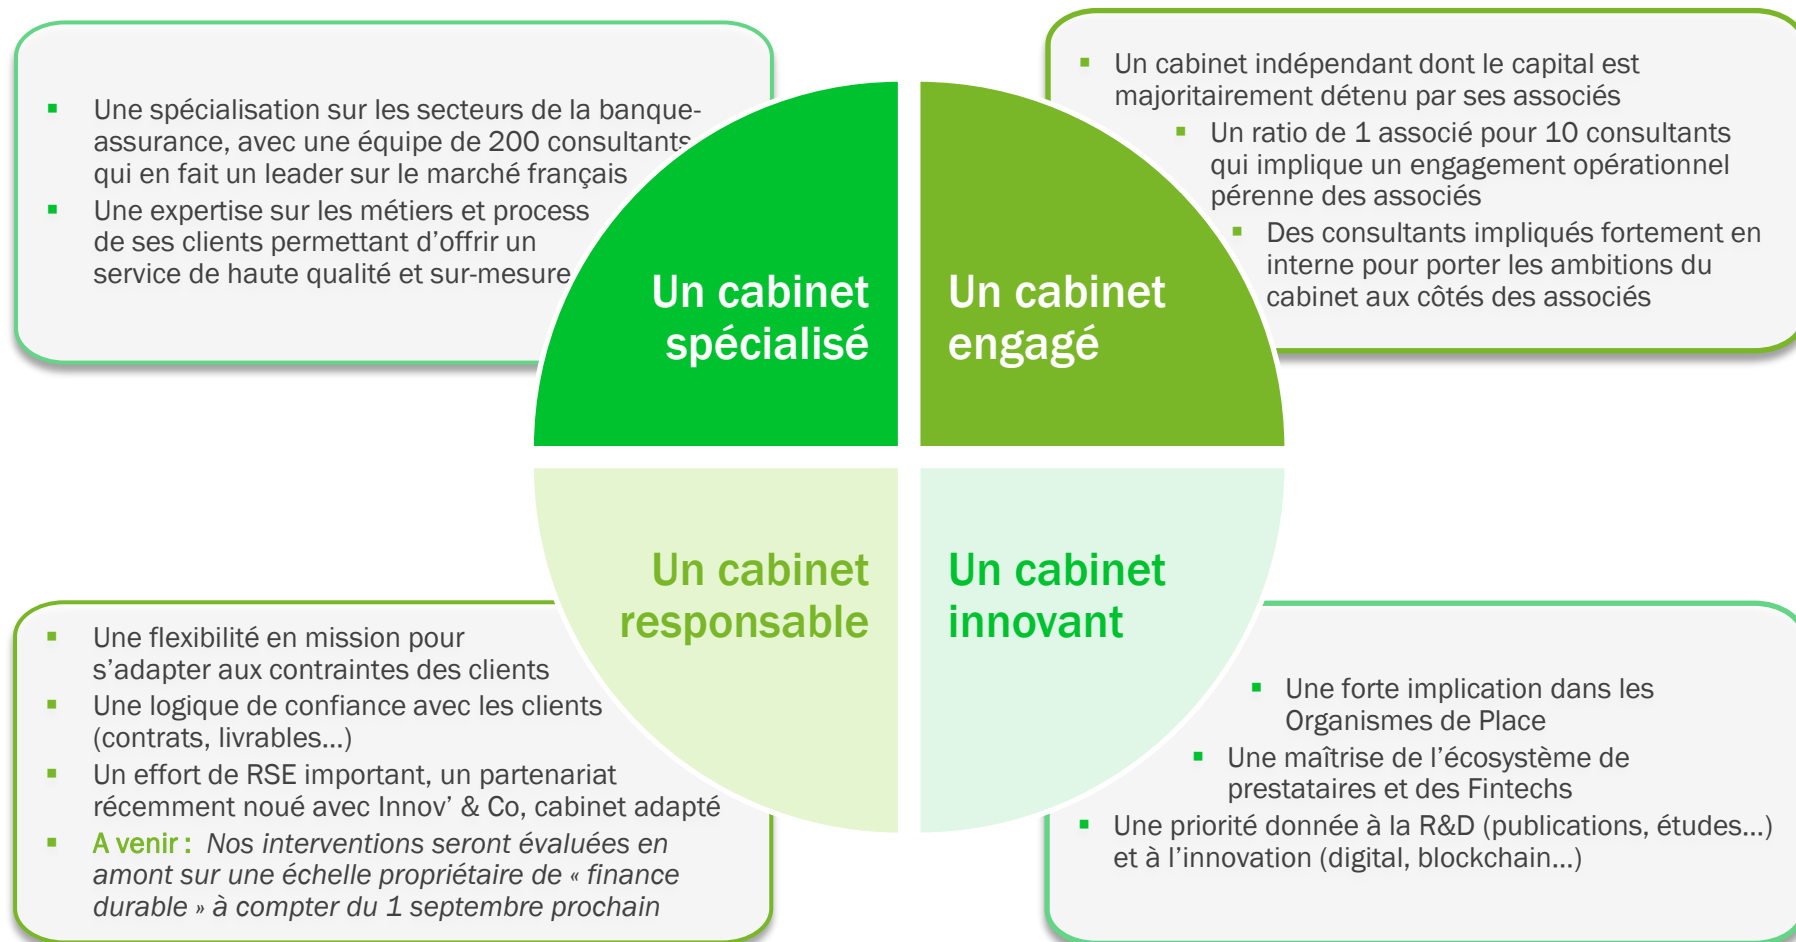 Une spécialisation sur les secteurs de la banque-
assurance, avec une équipe de 200 consultants
qui en fait un leader sur le marché français
Une expertise sur les métiers et process
de ses clients permettant d’offrir un
service de haute qualité et sur-mesure
Un cabinet
spécialisé
Un cabinet indépendant dont le capital est
majoritairement détenu par ses associés
Un ratio de 1 associé pour 10 consultants
qui implique un engagement opérationnel
pérenne des associés
Des consultants impliqués fortement en
interne pour porter les ambitions du
cabinet aux côtés des associés
Un cabinet
engagé
Une flexibilité en mission pour
s’adapter aux contraintes des clients
Une logique de confiance avec les clients
(contrats, livrables…)
Un effort de RSE important, un partenariat
récemment noué avec Innov’ & Co, cabinet adapté
A venir : Nos interventions seront évaluées en
amont sur une échelle propriétaire de « finance
durable » à compter du 1 septembre prochain
Un cabinet
responsable
Un cabinet
innovant
Une forte implication dans les
Organismes de Place
Une maîtrise de l’écosystème de
prestataires et des Fintechs
Une priorité donnée à la R&D (publications, études…)
et à l’innovation (digital, blockchain…)